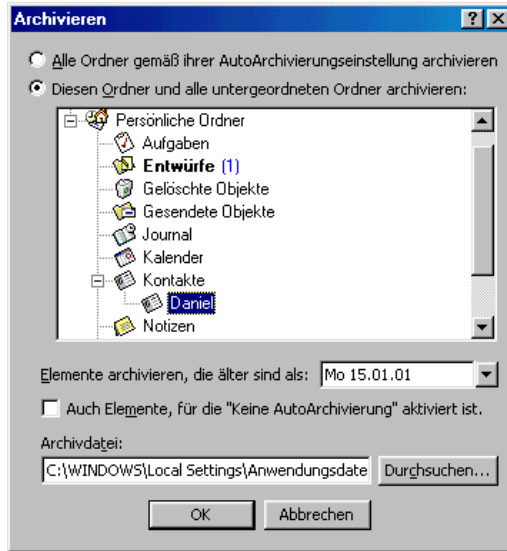 Archivieren
Alle Ordner gemäß ihrer AutoArchivierungseinstellung archivieren
Diesen Ordner und alle untergeordneten Ordner archivieren:
Persönliche Ordner
Aufgaben
Entwürfe (1)
Gelöschte Objekte
Gesendete Objekte
Journal
Kalender
Kontakte
Daniel
Notizen
Elemente archivieren, die älter sind als: Mo 15.01.01
Auch Elemente, für die "Keine AutoArchivierung" aktiviert ist.
Archivdatei:
C:\WINDOWS\Local Settings\Anwendungsdate Durchsuchen...
OK Abbrechen